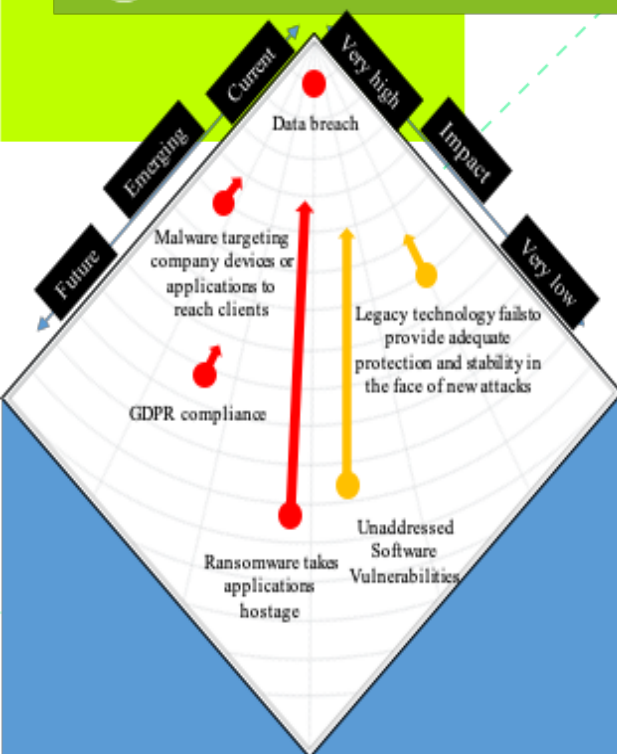 Current
Emerging
Future
Very high
Impact
Very low
Data breach
Malware targeting
company devices or
applications to
reach clients
Legacy technology failsto
provide adequate
protection and stability in
the face of new attacks
GDPR compliance
Unaddressed
Software
Vulnerabilities
Ransomware takes
applications
hostage